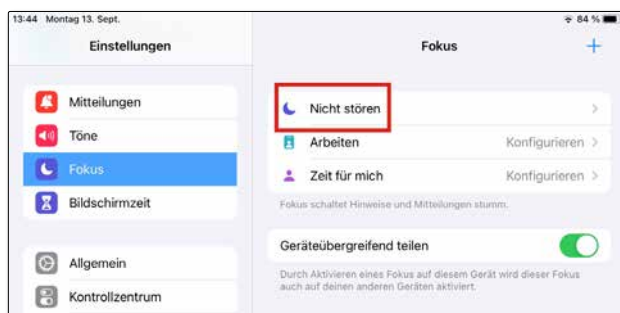 13:44 Montag 13. Sept.
84 %
Einstellungen
Mitteilungen
Töne
Fokus
Bildschirmzeit
Allgemein
Kontrollzentrum
Fokus
Nicht stören
Arbeiten Konfigurieren
Zeit für mich Konfigurieren
Fokus schaltet Hinweise und Mitteilungen stumm.
Geräteübergreifend teilen
Durch Aktivieren eines Fokus auf diesem Gerät wird dieser Fokus
auch auf deinen anderen Geräten aktiviert.